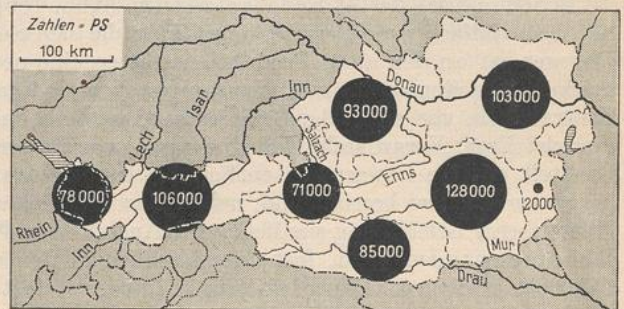 Zahlen = PS
100 km
Inn
Donau
103000
93000
Isar
Lech
Salzach
Enns
78000
106000
71000
128000
2000
Rhein
Inn
85000
Mur
Drau